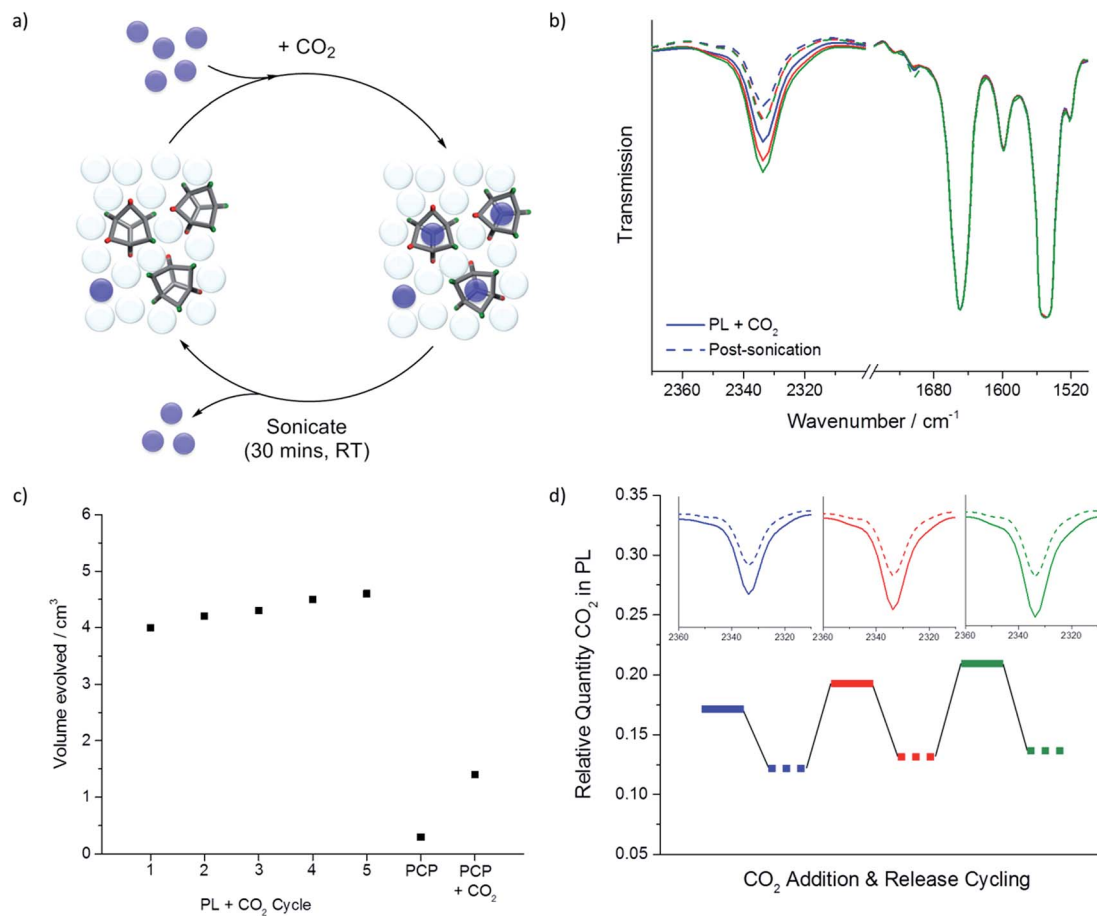 a)
+ CO₂
Sonicate
(30 mins, RT)
b)
Transmission
PL + CO₂
Post-sonication
2360 2340 2320 1680 1600 1520
Wavenumber / cm⁻¹
c)
Volume evolved / cm³
6
5
4
3
2
1
0
1 2 3 4 5 PCP PCP + CO₂
PL + CO₂ Cycle
d)
Relative Quantity CO₂ in PL
0.35
0.30
0.25
0.20
0.15
0.10
0.05
2360 2340 2320 2360 2340 2320 2360 2340 2320
CO₂ Addition & Release Cycling